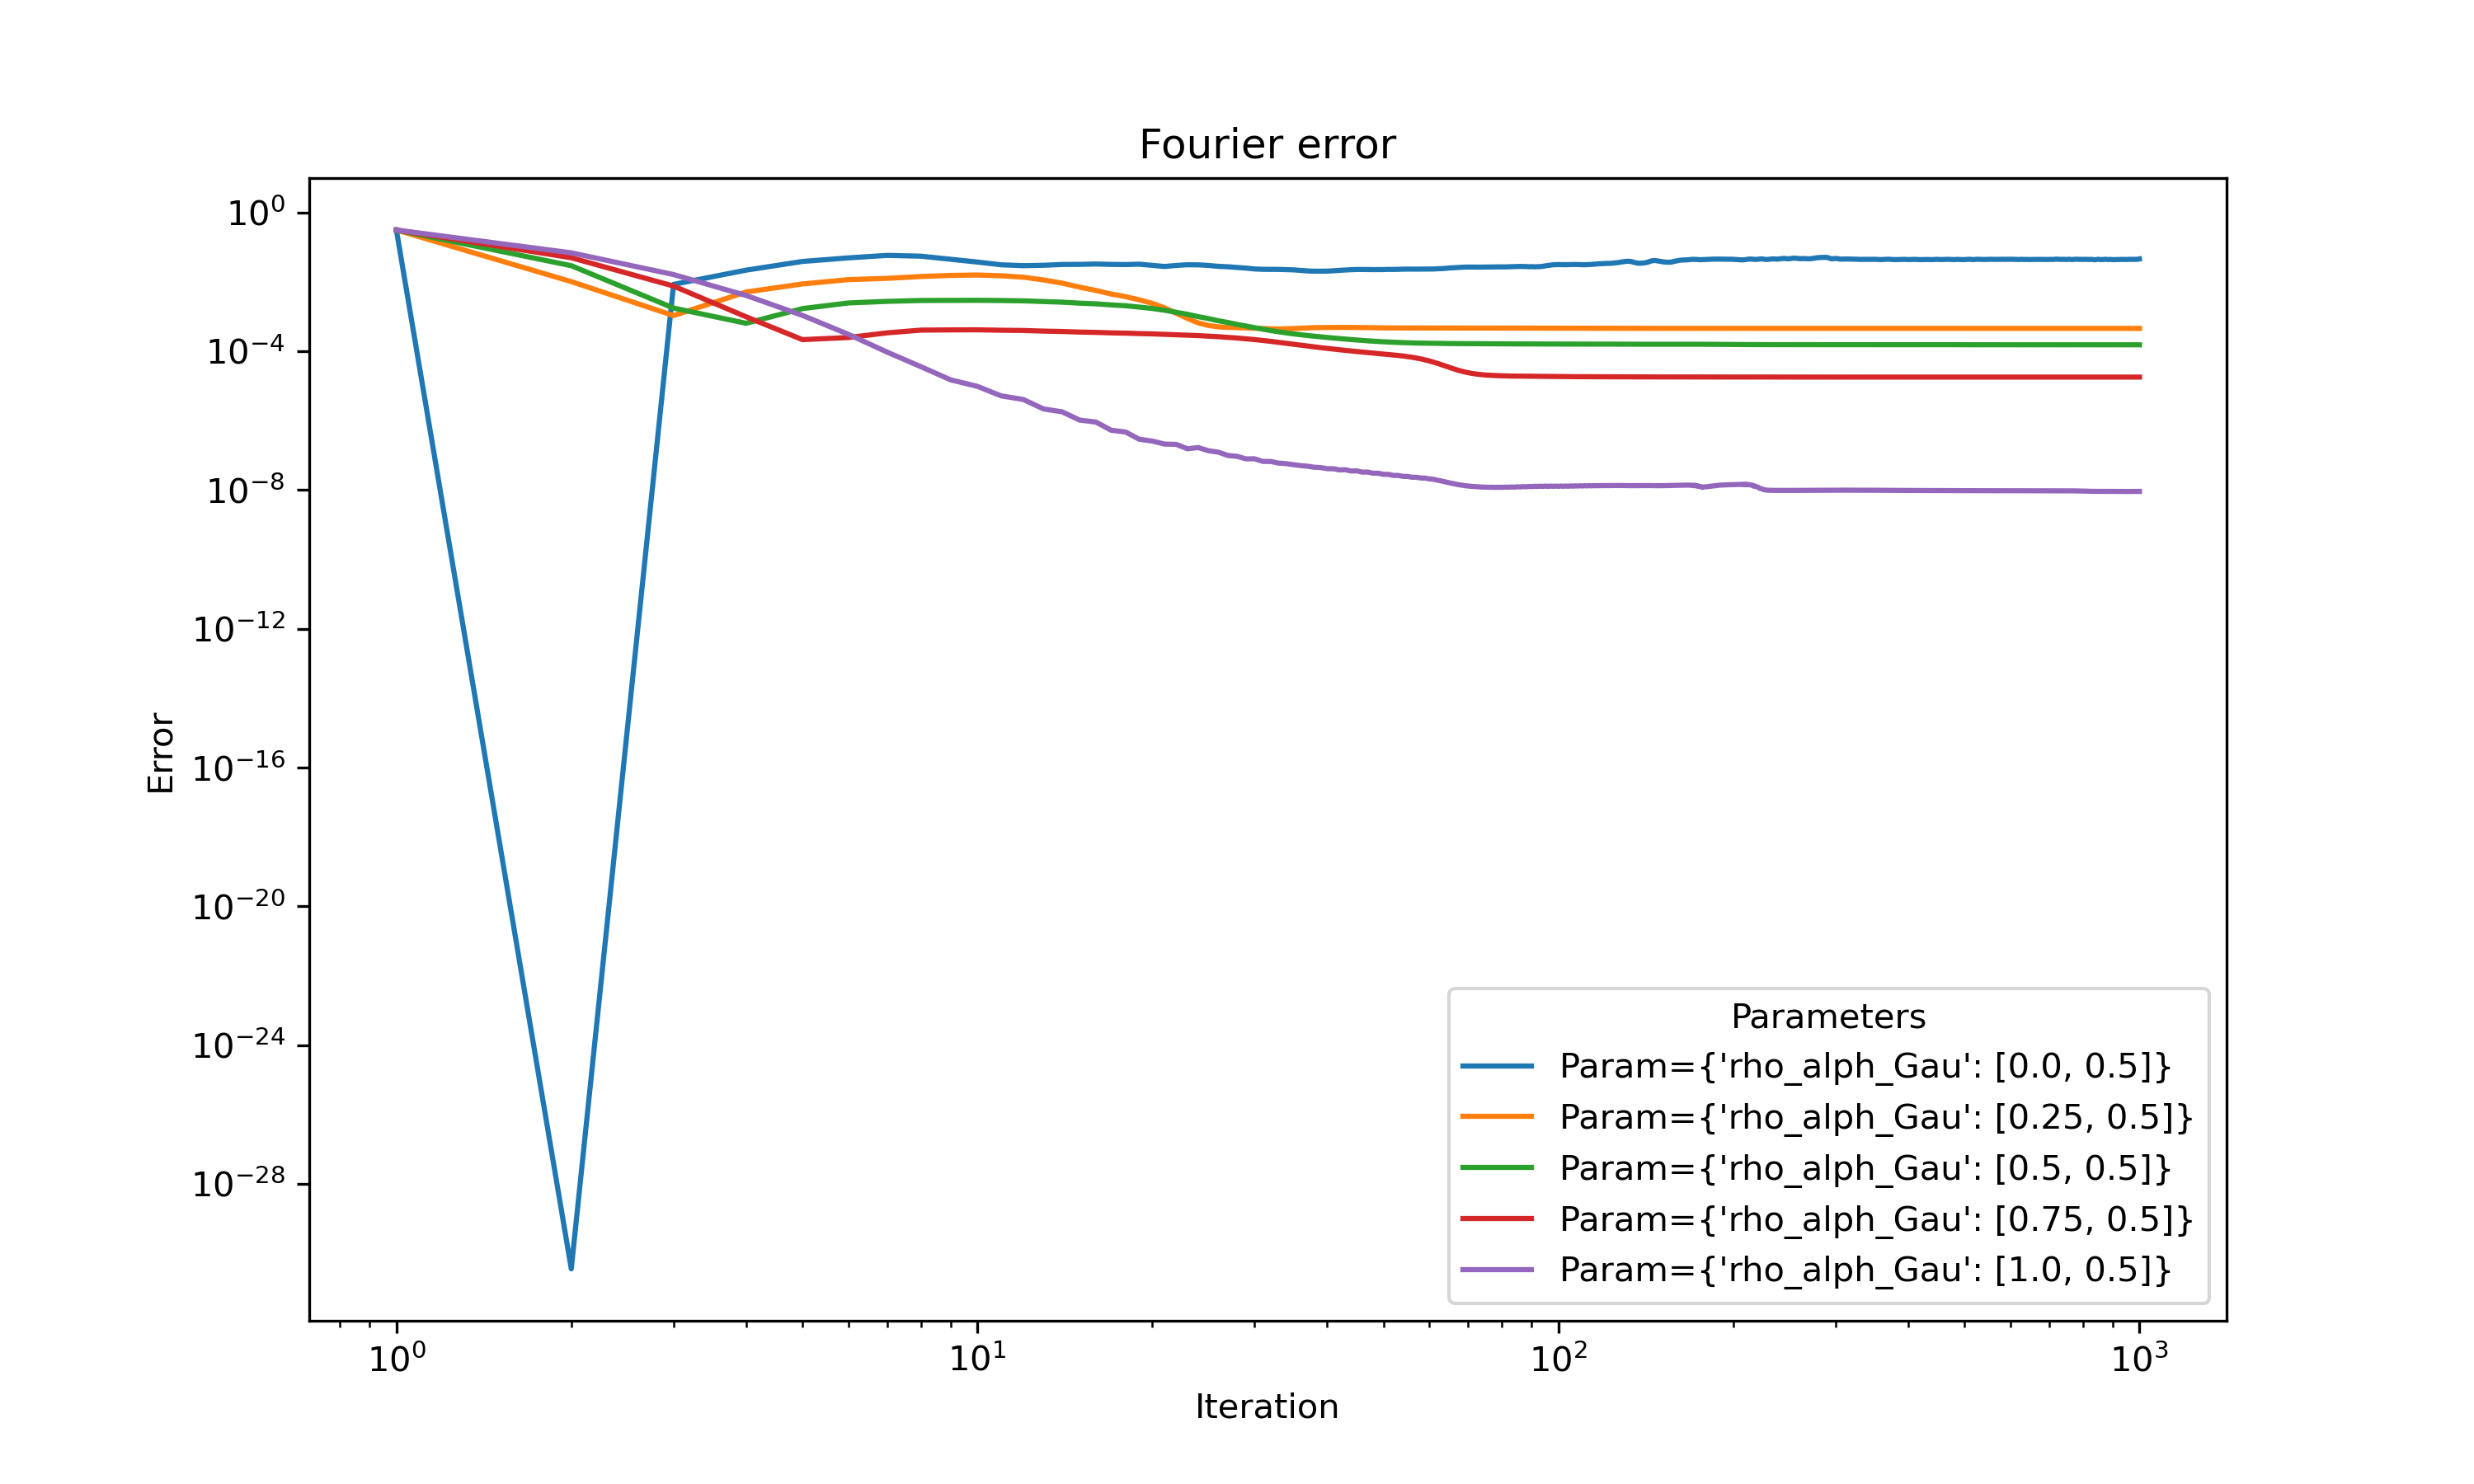 Fourier error
10^0
10^-4
10^-8
10^-12
10^-16
10^-20
10^-24
10^-28
Error
10^0 10^1 10^2 10^3
Iteration
Parameters
Param={'rho_alph_Gau': [0.0, 0.5]}
Param={'rho_alph_Gau': [0.25, 0.5]}
Param={'rho_alph_Gau': [0.5, 0.5]}
Param={'rho_alph_Gau': [0.75, 0.5]}
Param={'rho_alph_Gau': [1.0, 0.5]}